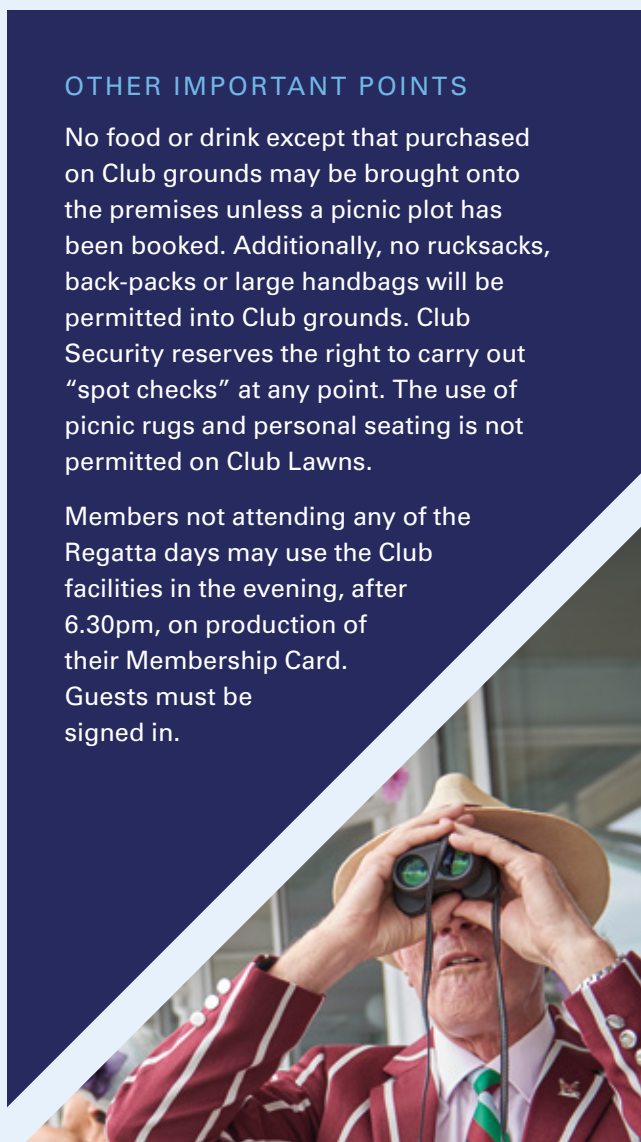 OTHER IMPORTANT POINTS
No food or drink except that purchased
on Club grounds may be brought onto
the premises unless a picnic plot has
been booked. Additionally, no rucksacks,
back-packs or large handbags will be
permitted into Club grounds. Club
Security reserves the right to carry out
“spot checks” at any point. The use of
picnic rugs and personal seating is not
permitted on Club Lawns.
Members not attending any of the
Regatta days may use the Club
facilities in the evening, after
6.30pm, on production of
their Membership Card.
Guests must be
signed in.